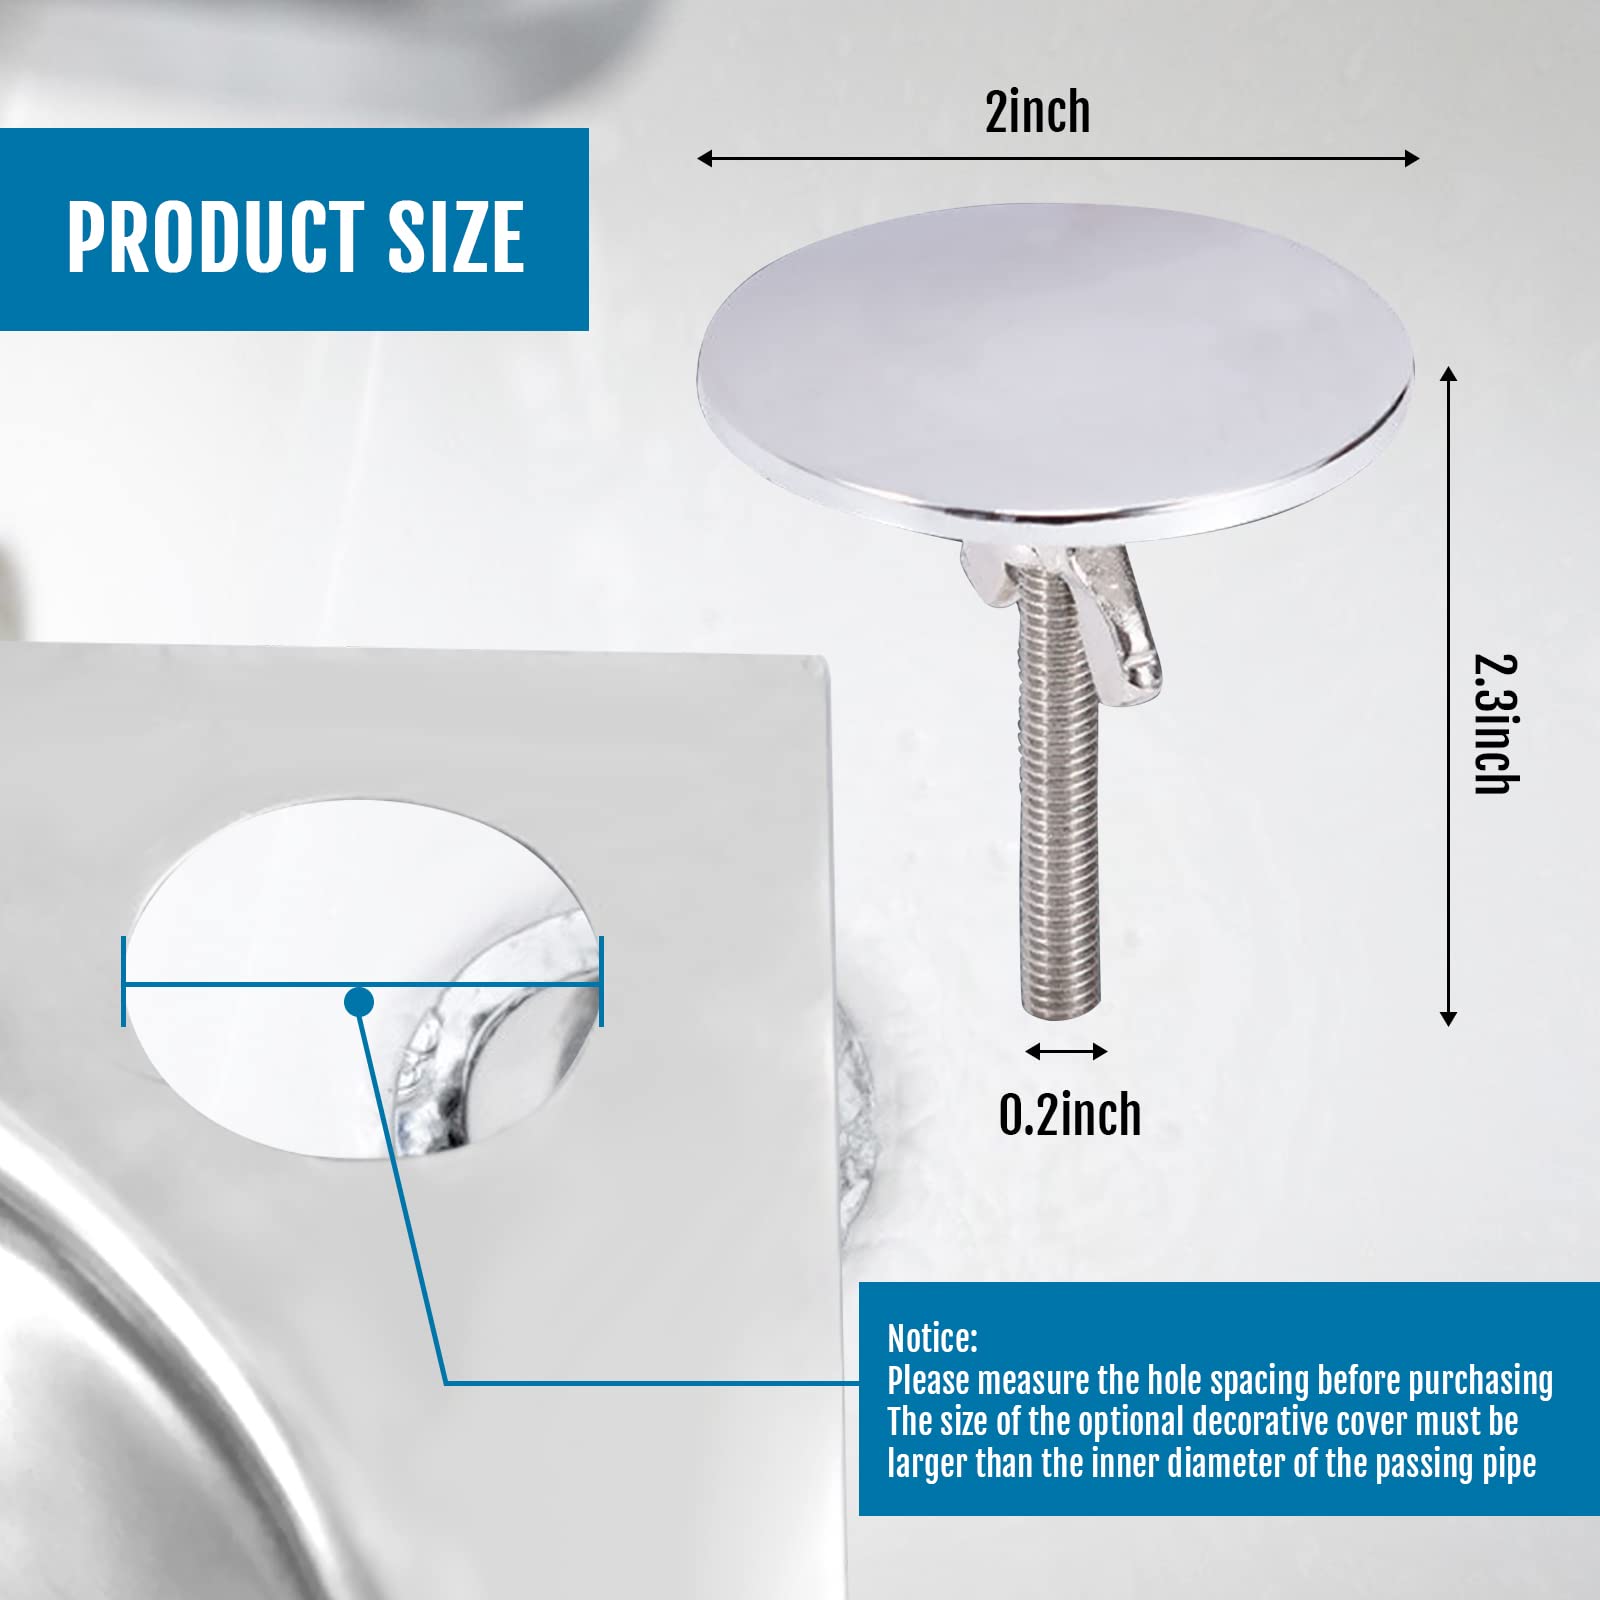 PRODUCT SIZE
2inch
2.3inch
0.2inch
Notice:
Please measure the hole spacing before purchasing
The size of the optional decorative cover must be
larger than the inner diameter of the passing pipe